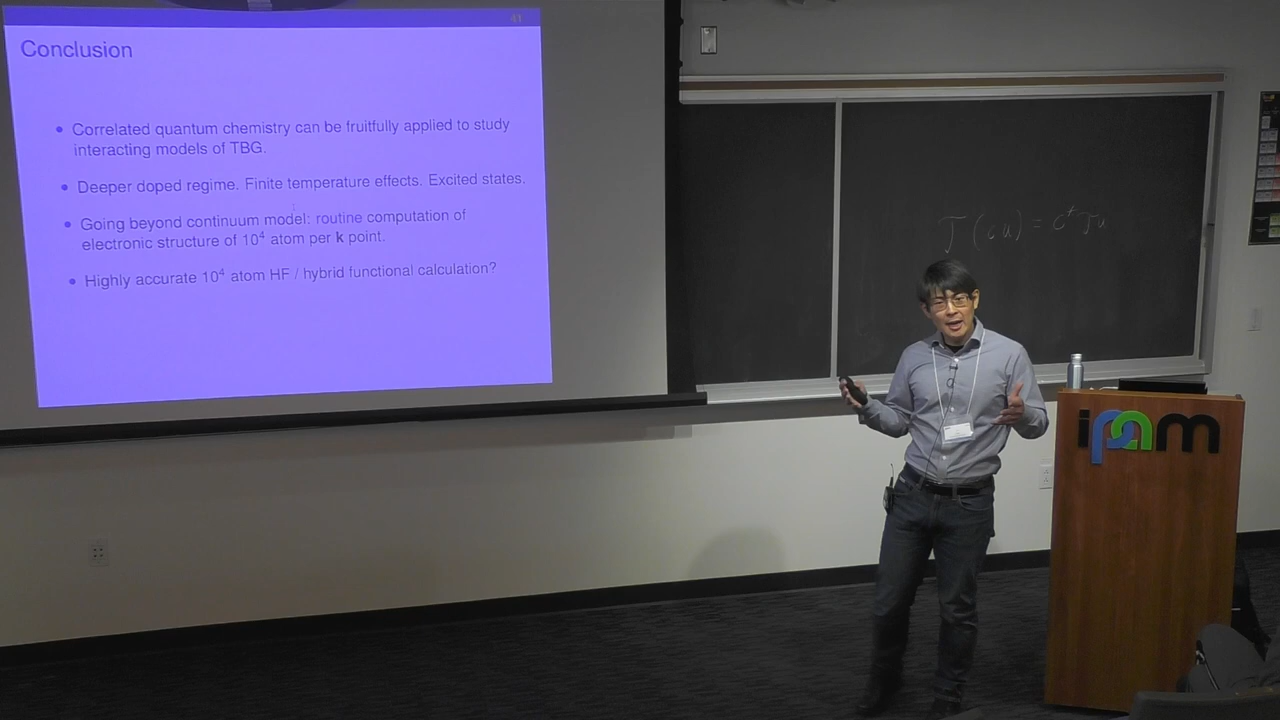 41
Conclusion
• Correlated quantum chemistry can be fruitfully applied to study
interacting models of TBG.
• Deeper doped regime. Finite temperature effects. Excited states.
• Going beyond continuum model: routine computation of
electronic structure of 10⁴ atom per k point.
• Highly accurate 10⁴ atom HF / hybrid functional calculation?
ipam